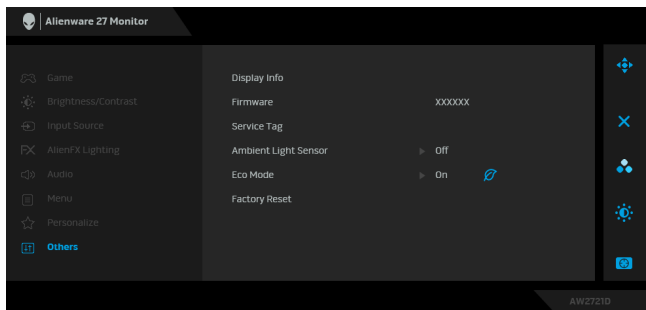 Alienware 27 Monitor
Game
Brightness/Contrast
Input Source
FX AlienFX Lighting
Audio
Menu
Personalize
Others
Display Info
Firmware XXXXXX
Service Tag
Ambient Light Sensor Off
Eco Mode On
Factory Reset
AW2721D